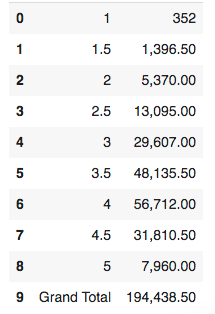 0 1 352
1 1.5 1,396.50
2 2 5,370.00
3 2.5 13,095.00
4 3 29,607.00
5 3.5 48,135.50
6 4 56,712.00
7 4.5 31,810.50
8 5 7,960.00
9 Grand Total 194,438.50